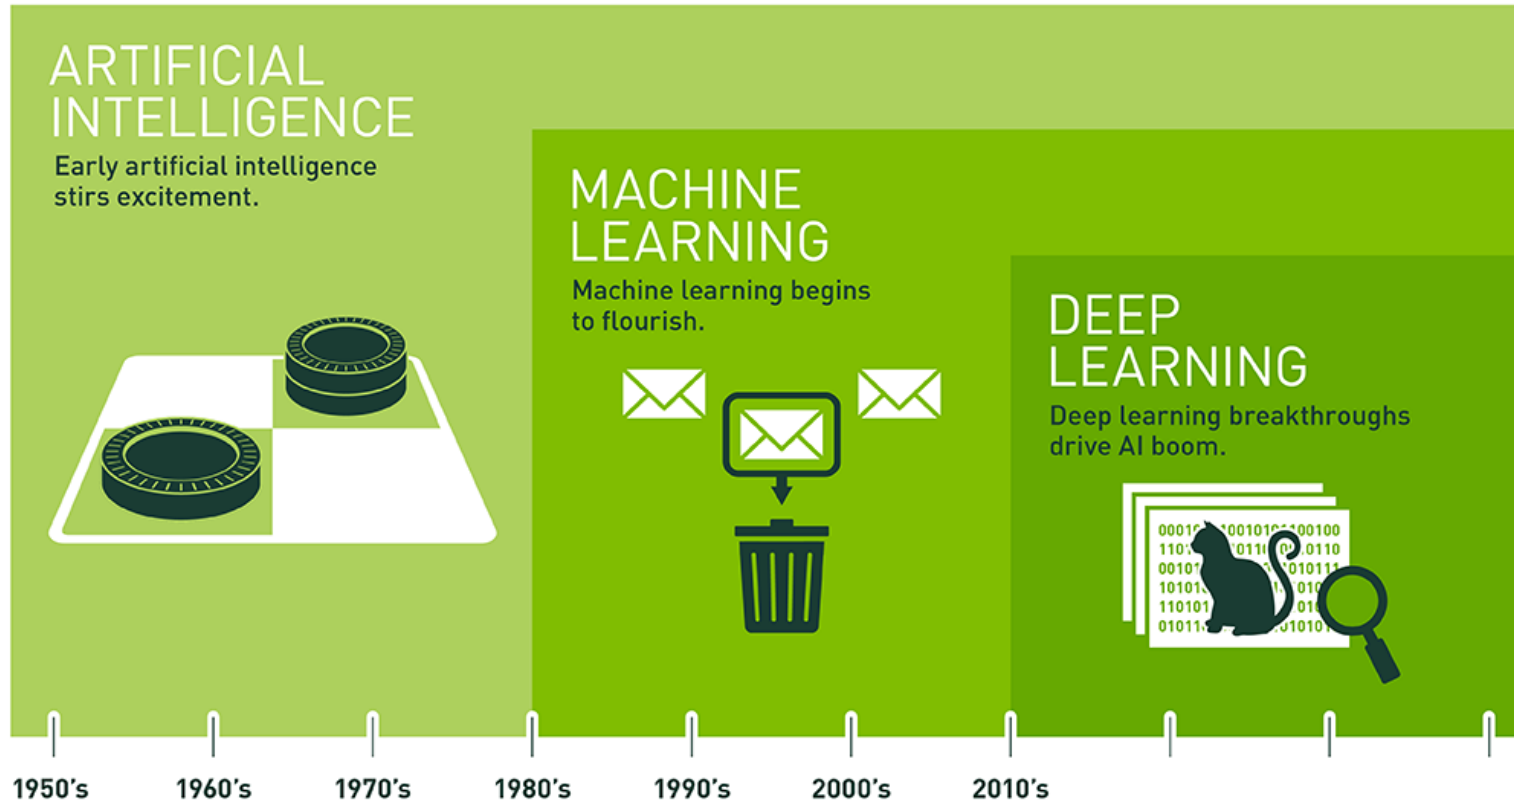 ARTIFICIAL
INTELLIGENCE
Early artificial intelligence
stirs excitement.
MACHINE
LEARNING
Machine learning begins
to flourish.
DEEP
LEARNING
Deep learning breakthroughs
drive AI boom.
1950's
1960's
1970's
1980's
1990's
2000's
2010's